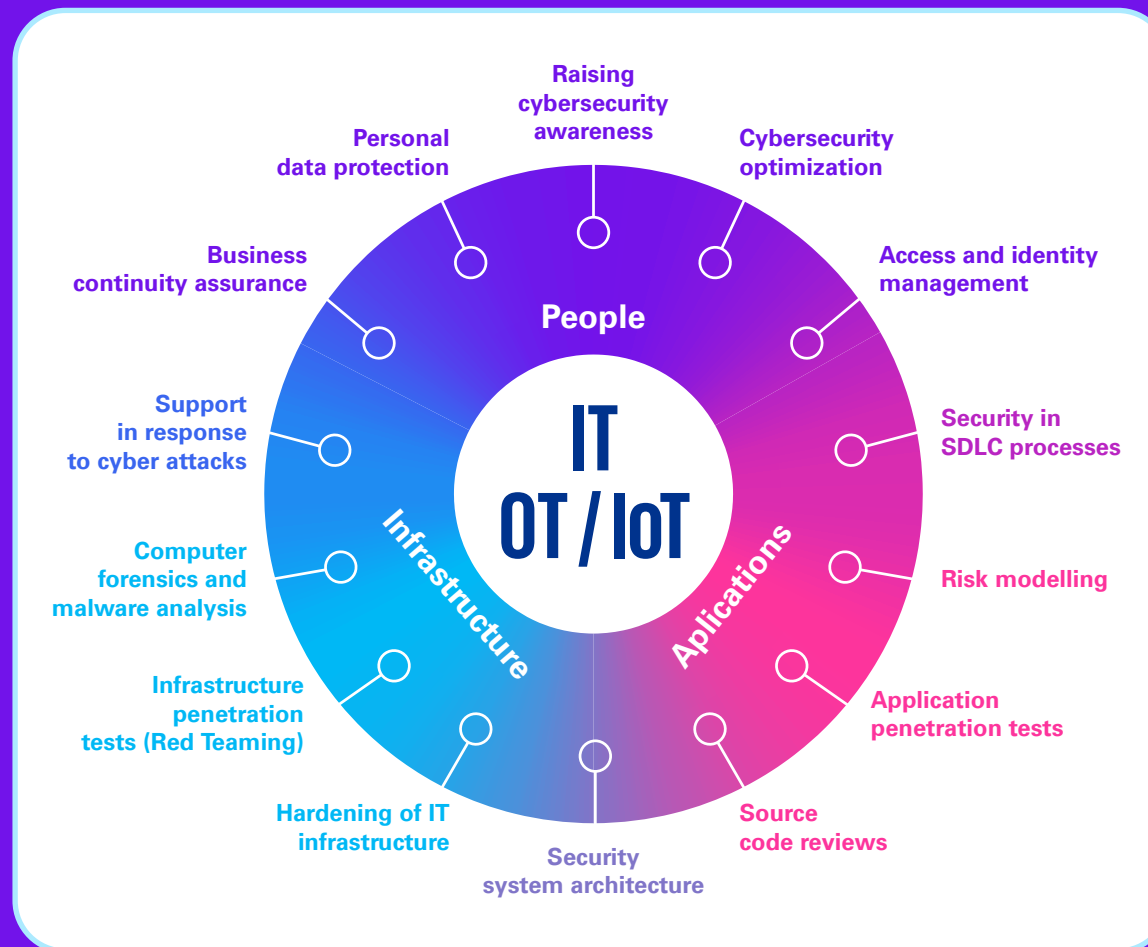 Raising
cybersecurity
awareness
Cybersecurity
optimization
Access and identity
management
Security in
SDLC processes
Risk modelling
Application
penetration tests
Source
code reviews
Security
system architecture
Hardening of IT
infrastructure
Infrastructure
penetration
tests (Red Teaming)
Computer
forensics and
malware analysis
Support
in response
to cyber attacks
Business
continuity assurance
Personal
data protection
People
Aplications
Infrastructure
IT
OT / IoT